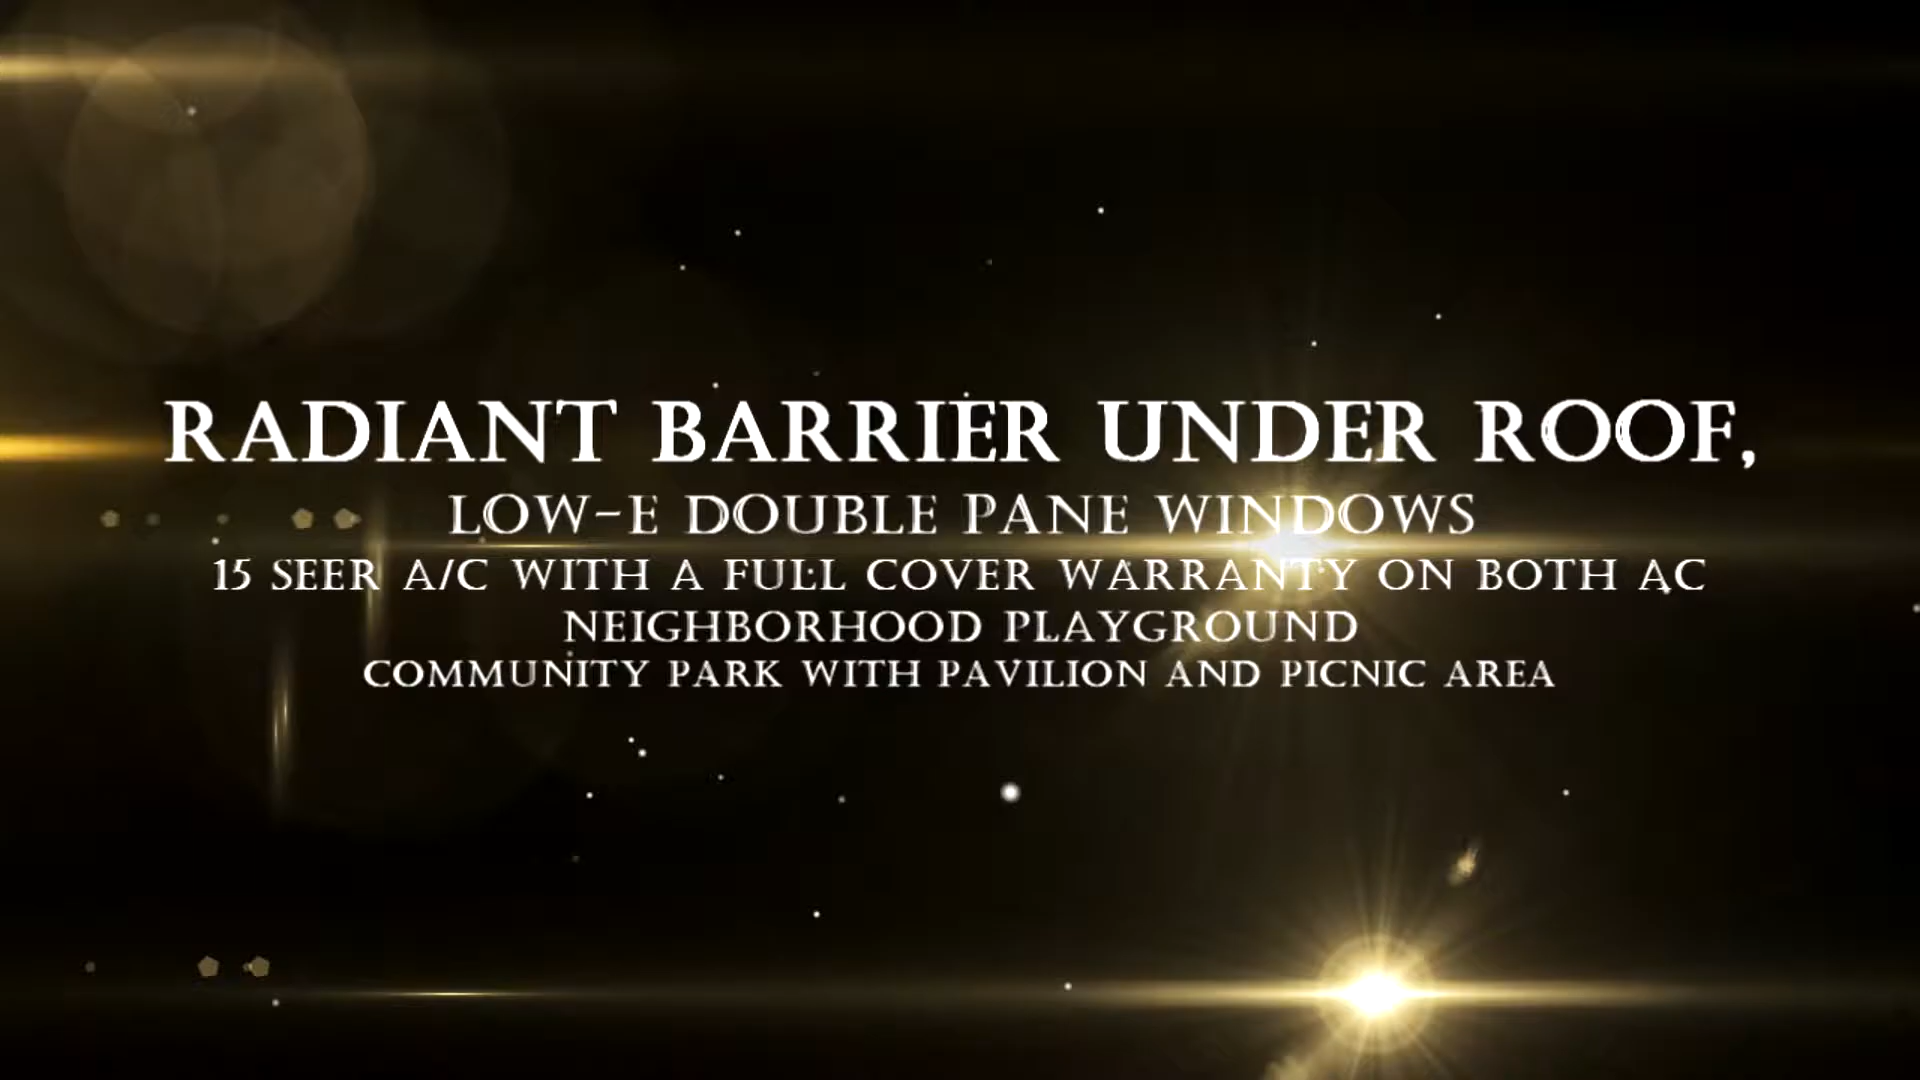 RADIANT BARRIER UNDER ROOF,
LOW-E DOUBLE PANE WINDOWS
15 SEER A/C WITH A FULL COVER WARRANTY ON BOTH AC
NEIGHBORHOOD PLAYGROUND
COMMUNITY PARK WITH PAVILION AND PICNIC AREA